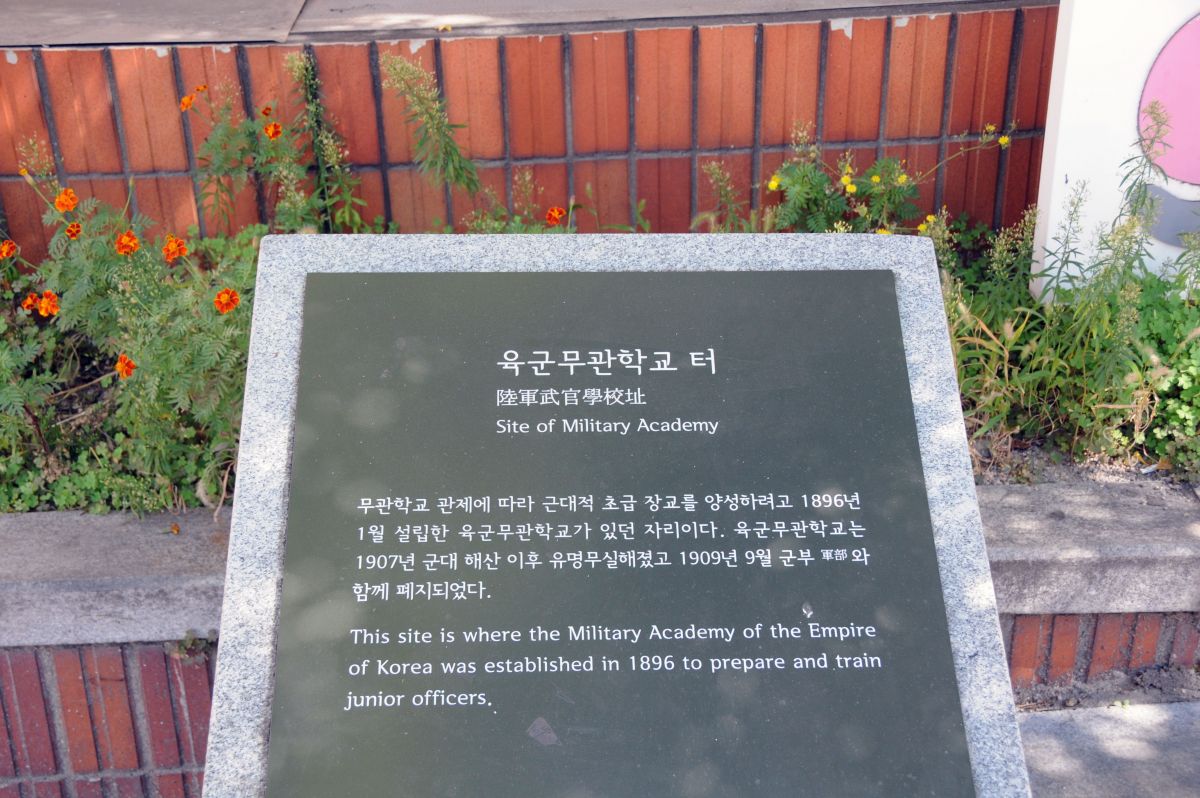 육군무관학교 터
陸軍武官學校址
Site of Military Academy
무관학교 관제에 따라 근대적 초급 장교를 양성하려고 1896년
1월 설립한 육군무관학교가 있던 자리이다. 육군무관학교는
1907년 군대 해산 이후 유명무실해졌고 1909년 9월 군부 軍部 와
함께 폐지되었다.
This site is where the Military Academy of the Empire
of Korea was established in 1896 to prepare and train
junior officers.